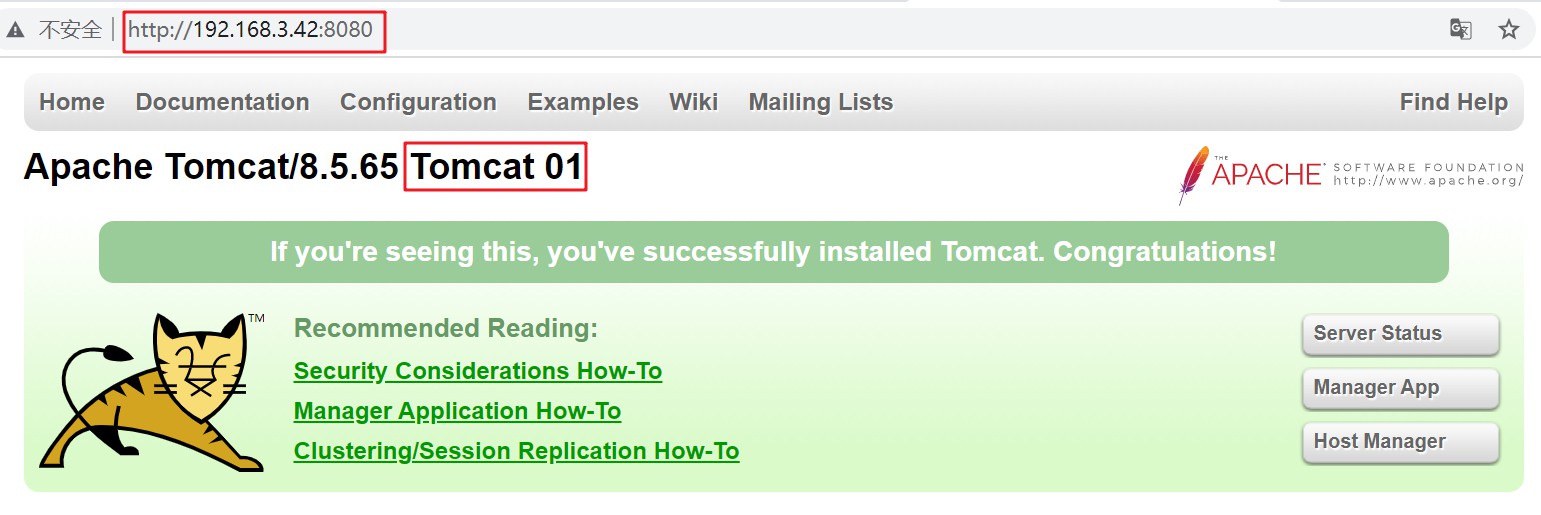 不安全 http://192.168.3.42:8080
Home Documentation Configuration Examples Wiki Mailing Lists Find Help
Apache Tomcat/8.5.65 Tomcat 01
THE APACHE SOFTWARE FOUNDATION
http://www.apache.org/
If you're seeing this, you've successfully installed Tomcat. Congratulations!
TM
Recommended Reading:
Security Considerations How-To
Manager Application How-To
Clustering/Session Replication How-To
Server Status
Manager App
Host Manager